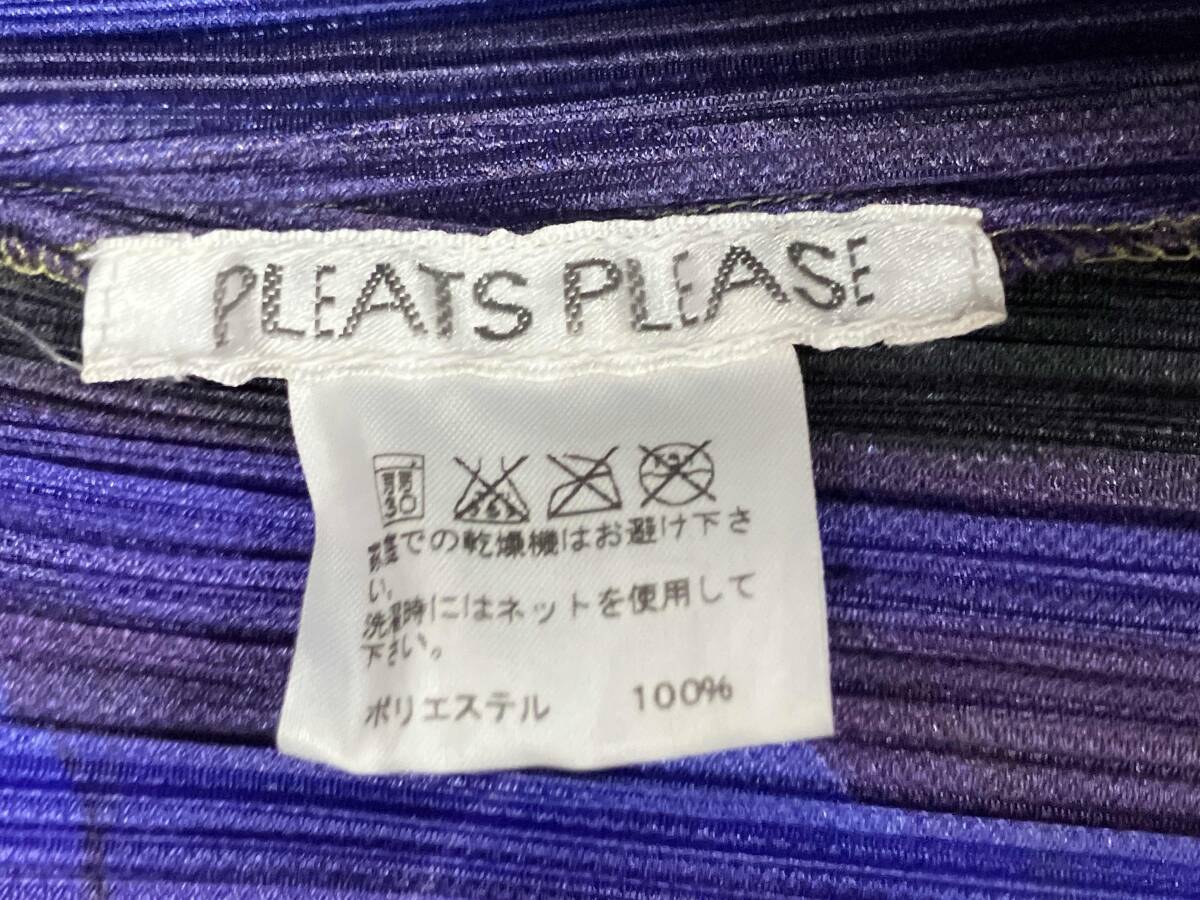 PLEATS PLEASE
30
での乾燥機はお避け下さ
い。
洗濯時にはネットを使用して
下さい。
ポリエステル 100%